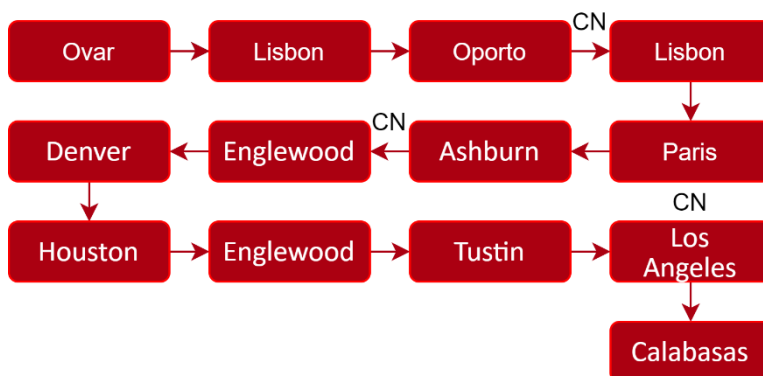 CN
Ovar Lisbon Oporto Lisbon
CN
Denver Englewood Ashburn Paris
CN
Houston Englewood Tustin Los
Angeles
Calabasas